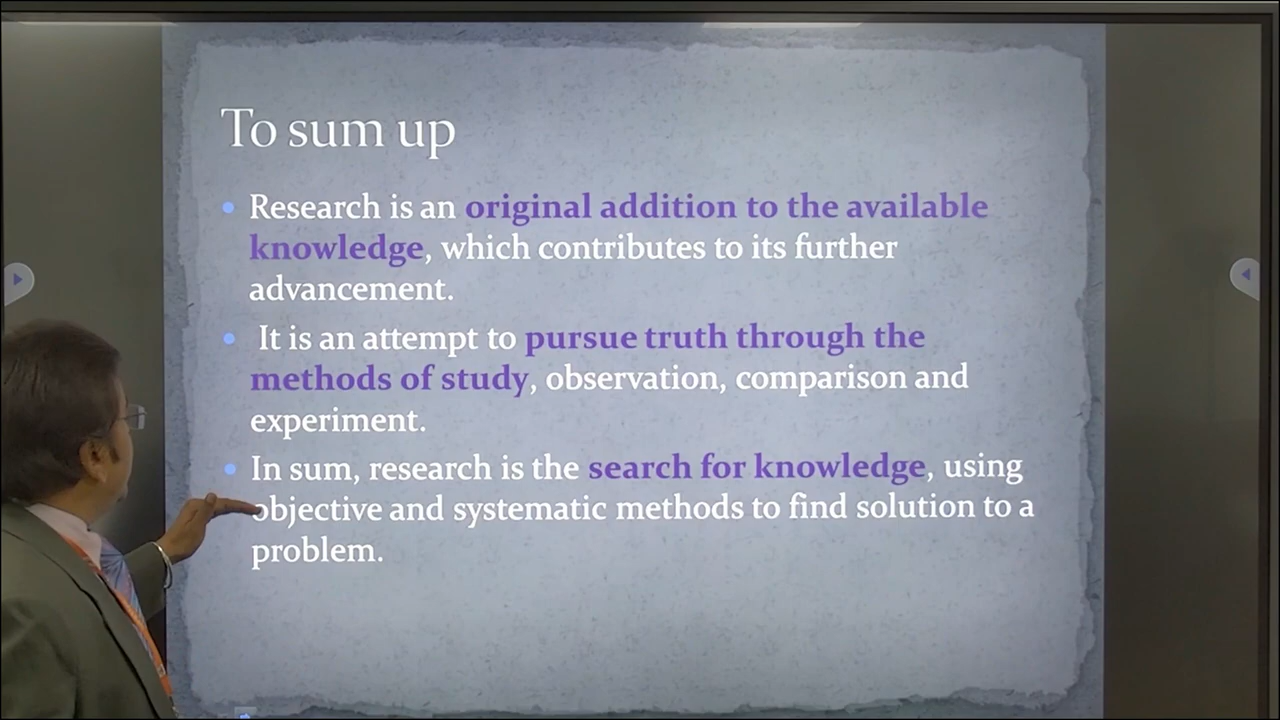 To sum up
• Research is an original addition to the available
knowledge, which contributes to its further
advancement.
• It is an attempt to pursue truth through the
methods of study, observation, comparison and
experiment.
• In sum, research is the search for knowledge, using
objective and systematic methods to find solution to a
problem.